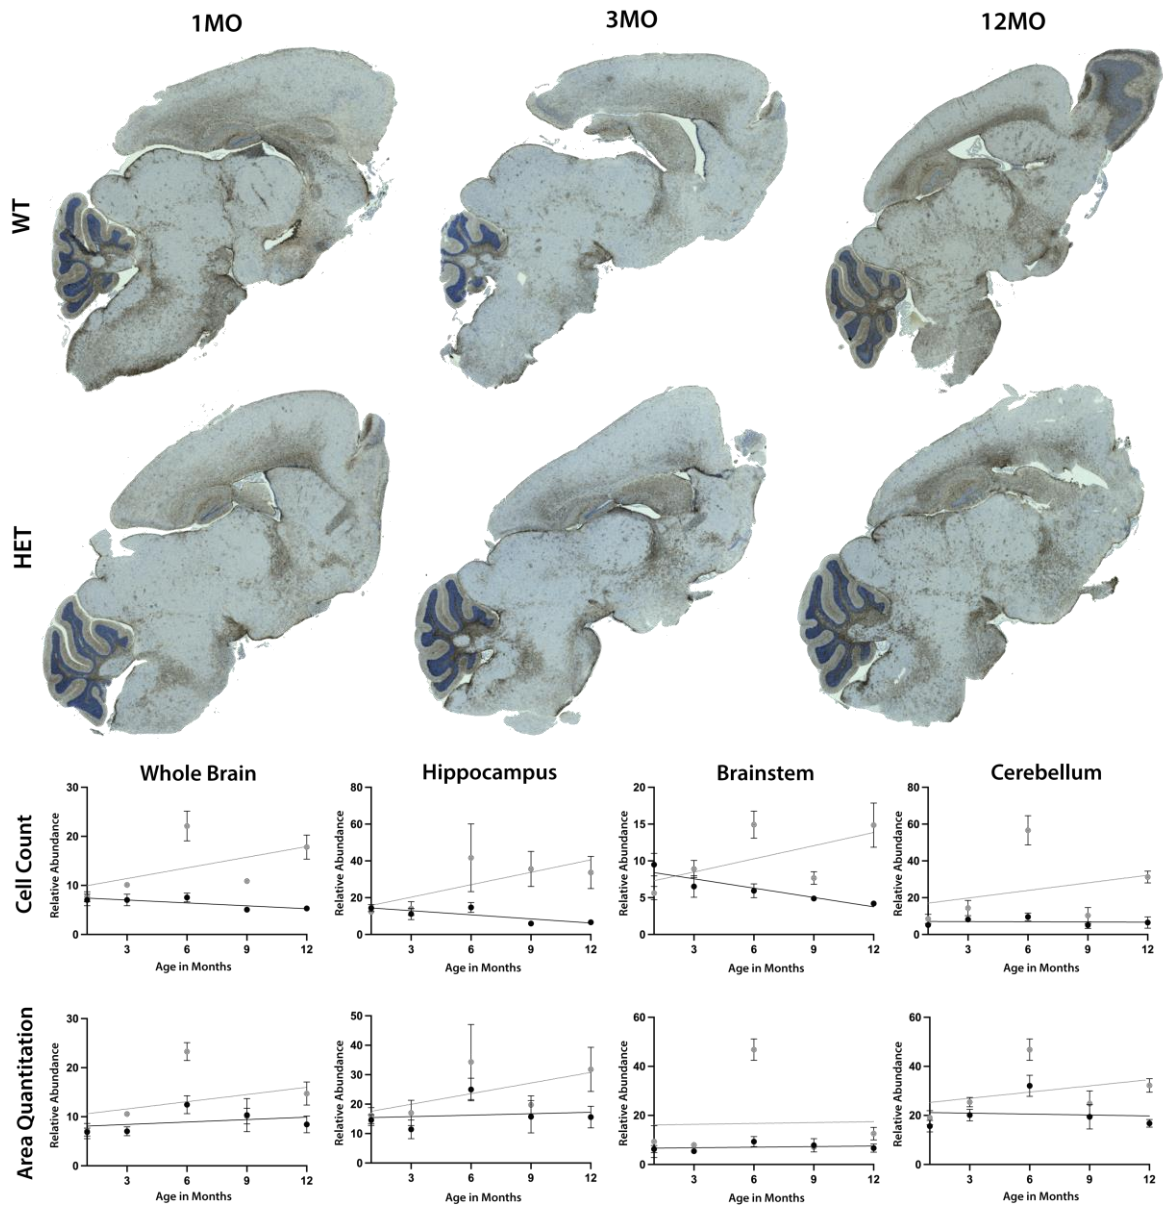 1MO 3MO 12MO
WT
HET
Whole Brain Hippocampus Brainstem Cerebellum
Cell Count
Relative Abundance
30
20
10
0
3 6 9 12
Age in Months
Relative Abundance
80
60
40
20
0
3 6 9 12
Age in Months
Relative Abundance
20
15
10
5
0
3 6 9 12
Age in Months
Relative Abundance
80
60
40
20
0
3 6 9 12
Age in Months
Area Quantitation
Relative Abundance
30
20
10
0
3 6 9 12
Age in Months
Relative Abundance
50
40
30
20
10
0
3 6 9 12
Age in Months
Relative Abundance
60
40
20
0
3 6 9 12
Age in Months
Relative Abundance
60
40
20
0
3 6 9 12
Age in Months